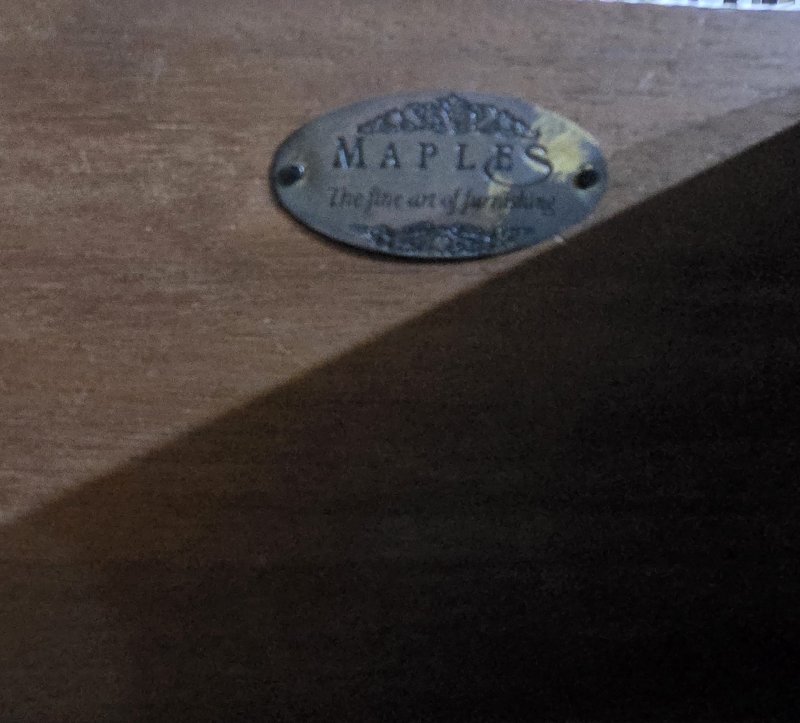 MAPLES
The fine art of furnishing